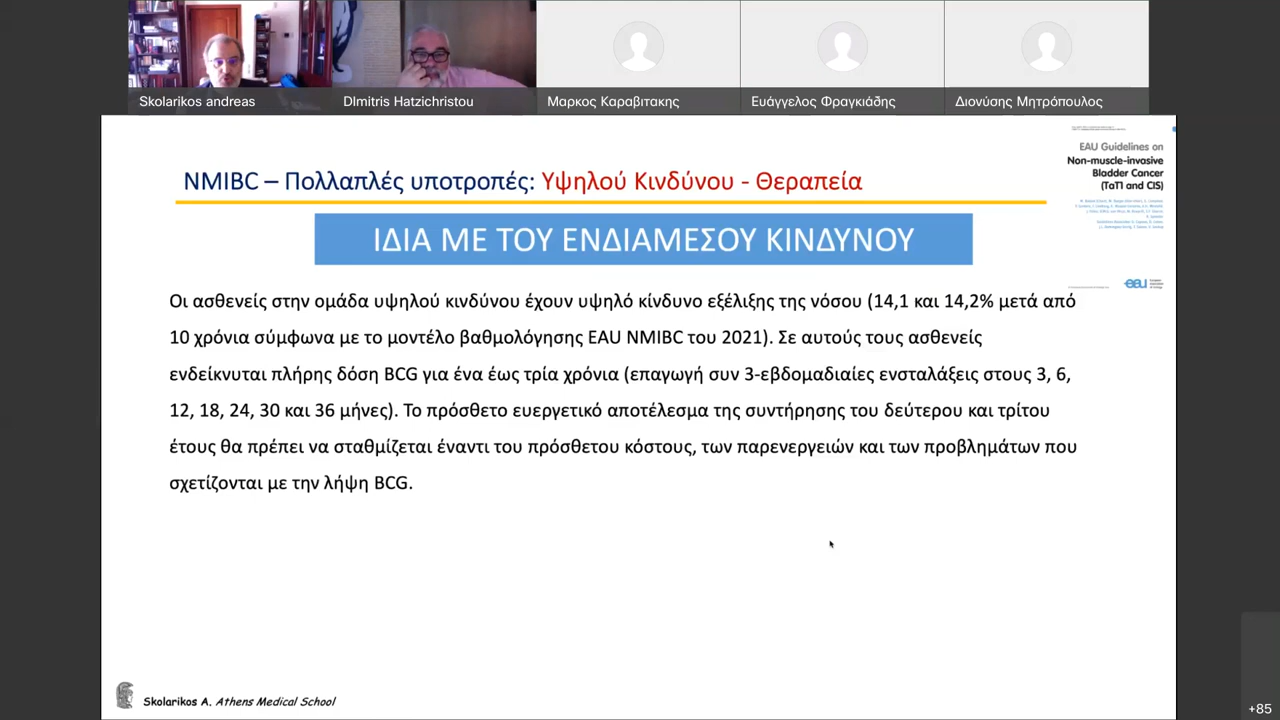 Skolarikos andreas
DImitris Hatzichristou
Μαρκος Καραβιτακης
Ευάγγελος Φραγκιάδης
Διονύσης Μητρόπουλος
EAU Guidelines on
Non-muscle-invasive
Bladder Cancer
(TaT1 and CIS)
NMIBC – Πολλαπλές υποτροπές: Υψηλού Κινδύνου - Θεραπεία
ΙΔΙΑ ΜΕ ΤΟΥ ΕΝΔΙΑΜΕΣΟΥ ΚΙΝΔΥΝΟΥ
eau
Οι ασθενείς στην ομάδα υψηλού κινδύνου έχουν υψηλό κίνδυνο εξέλιξης της νόσου (14,1 και 14,2% μετά από
10 χρόνια σύμφωνα με το μοντέλο βαθμολόγησης EAU NMIBC του 2021). Σε αυτούς τους ασθενείς
ενδείκνυται πλήρης δόση BCG για ένα έως τρία χρόνια (επαγωγή συν 3-εβδομαδιαίες ενσταλάξεις στους 3, 6,
12, 18, 24, 30 και 36 μήνες). Το πρόσθετο ευεργετικό αποτέλεσμα της συντήρησης του δεύτερου και τρίτου
έτους θα πρέπει να σταθμίζεται έναντι του πρόσθετου κόστους, των παρενεργειών και των προβλημάτων που
σχετίζονται με την λήψη BCG.
Skolarikos A. Athens Medical School
+85